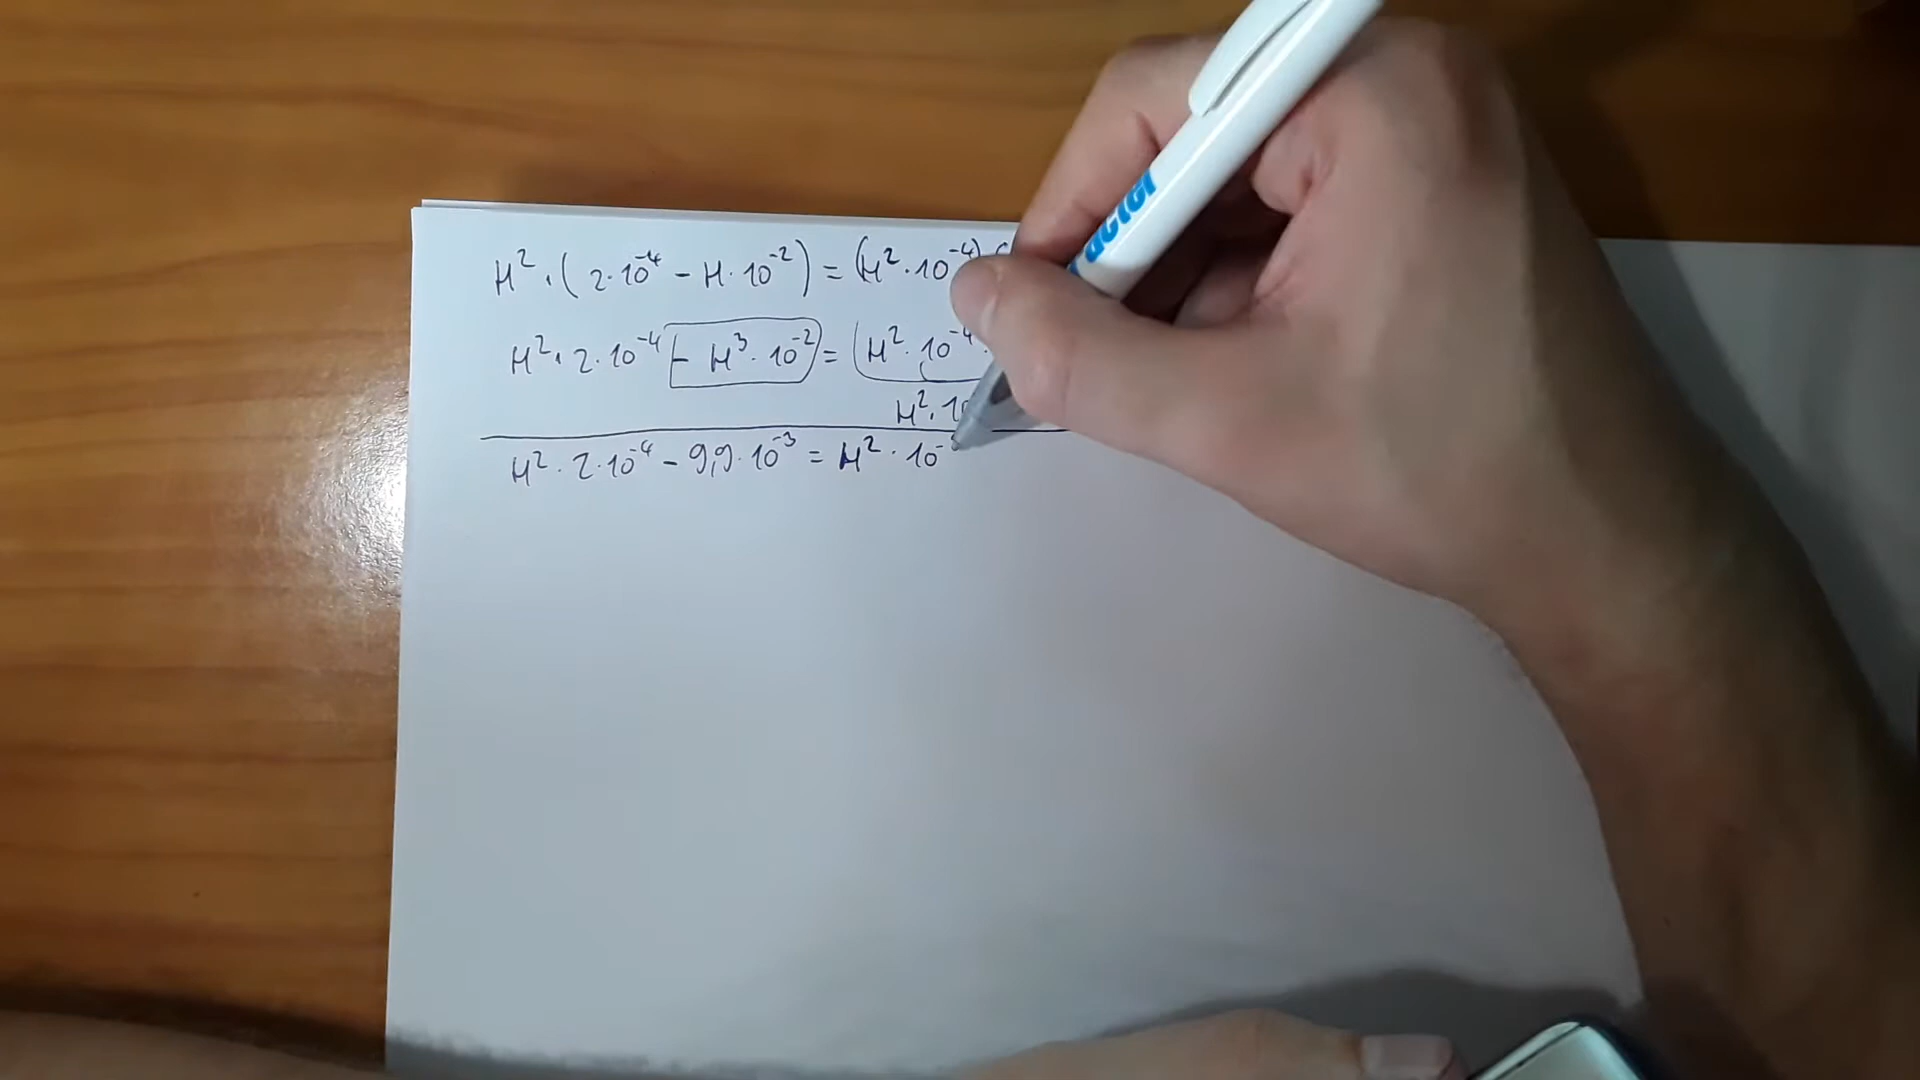 H² · (2·10⁻⁴ – H·10⁻²) = (H²·10⁻⁴)
H² · 2·10⁻⁴ – H³·10⁻² = (H²·10⁻⁴
H²·10
H²·2·10⁻⁴ – 9,9·10⁻³ = H²·10⁻
acter